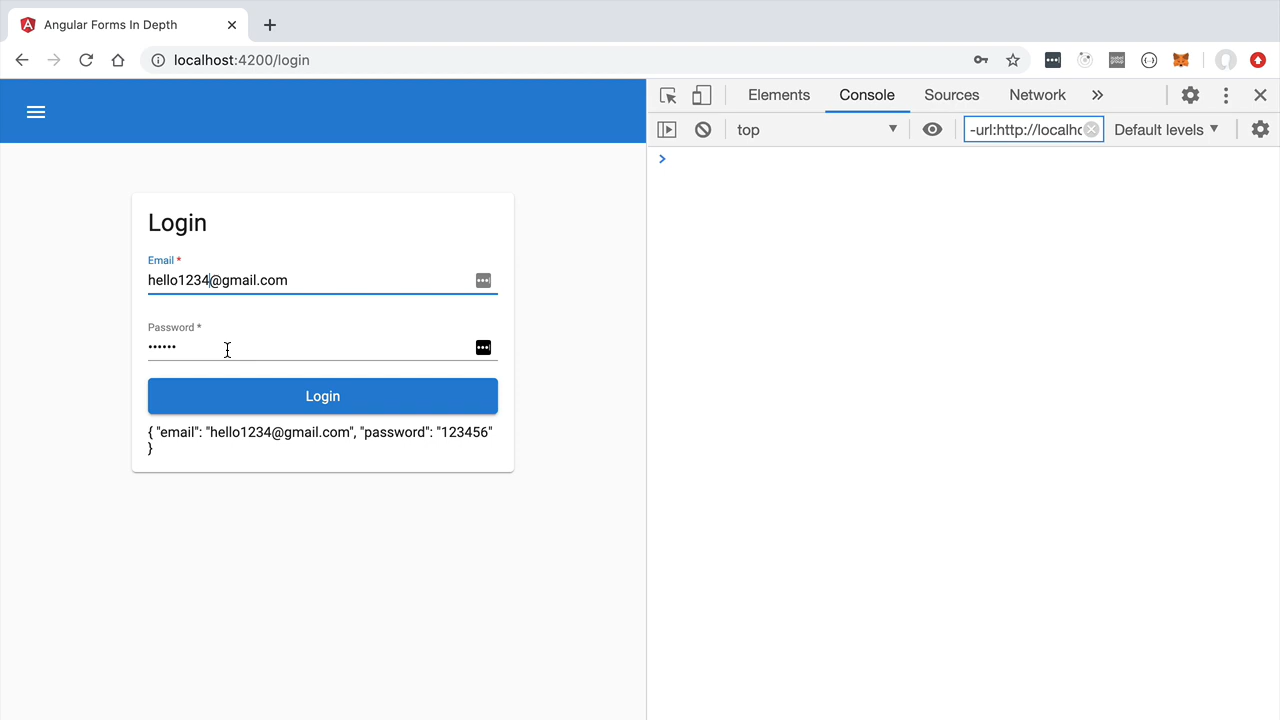 Angular Forms In Depth
localhost:4200/login
Elements Console Sources Network
top -url:http://localho Default levels
Login
Email *
hello1234@gmail.com
Password *
••••••
Login
{ "email": "hello1234@gmail.com", "password": "123456"
}